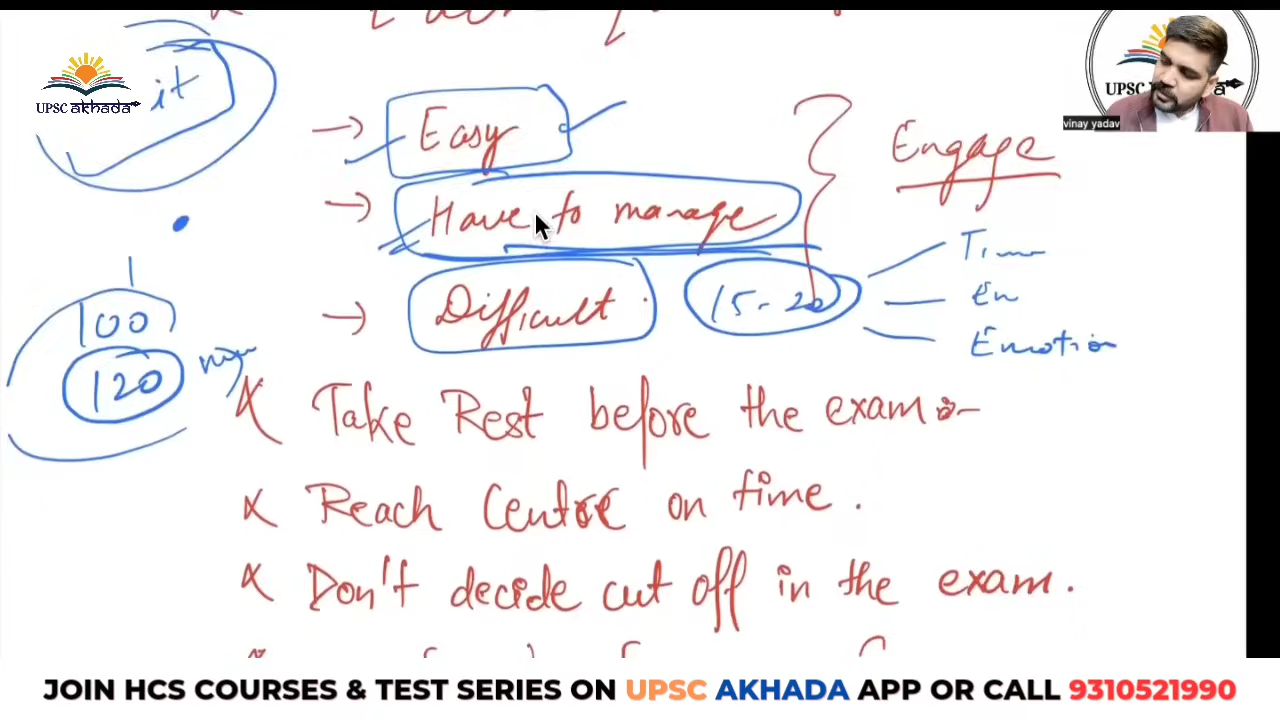 it
UPSC akhada
UPSC
vinay yadav
→ Easy
Engage
→ Have to manage
→ Difficult
15-20
Time
En
Emotion
100
120
Take Rest before the exam
Reach Centre on time.
Don't decide cut off in the exam.
JOIN HCS COURSES & TEST SERIES ON UPSC AKHADA APP OR CALL 9310521990